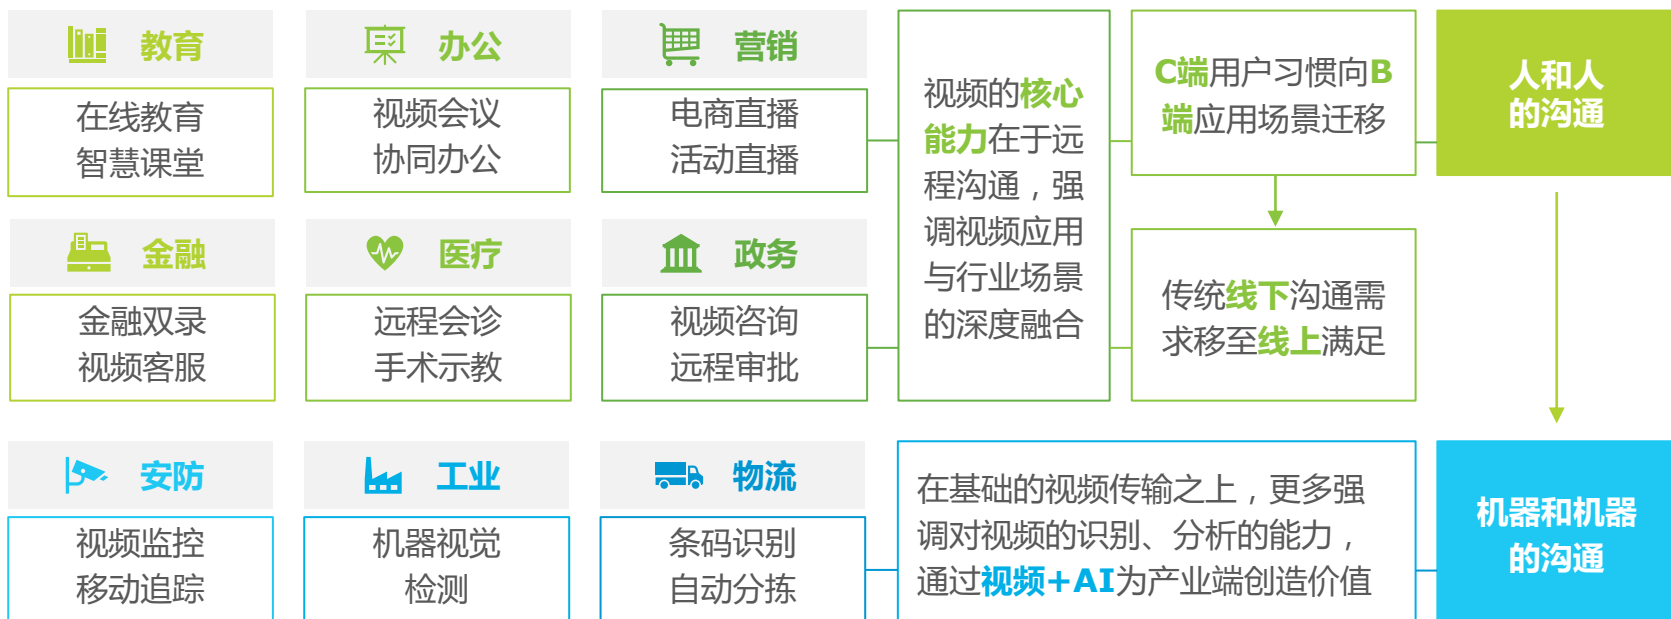 教育
在线教育
智慧课堂
办公
视频会议
协同办公
营销
电商直播
活动直播
金融
金融双录
视频客服
医疗
远程会诊
手术示教
政务
视频咨询
远程审批
视频的核心
能力在于远
程沟通，强
调视频应用
与行业场景
的深度融合
C端用户习惯向B
端应用场景迁移
传统线下沟通需
求移至线上满足
人和人
的沟通
安防
视频监控
移动追踪
工业
机器视觉
检测
物流
条码识别
自动分拣
在基础的视频传输之上，更多强
调对视频的识别、分析的能力，
通过视频+AI为产业端创造价值
机器和机器
的沟通